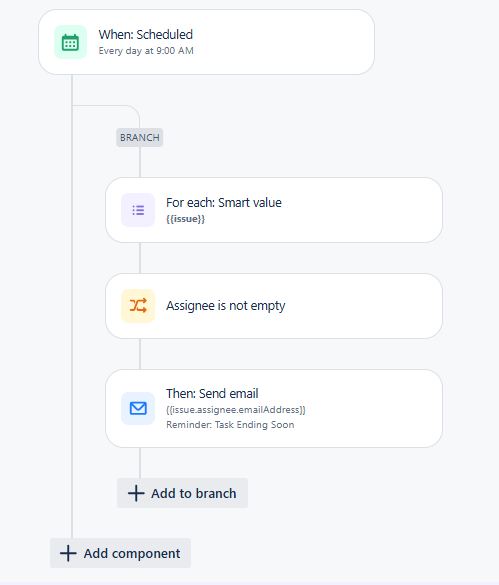 When: Scheduled
Every day at 9:00 AM
BRANCH
For each: Smart value
{{issue}}
Assignee is not empty
Then: Send email
{{issue.assignee.emailAddress}}
Reminder: Task Ending Soon
Add to branch
Add component